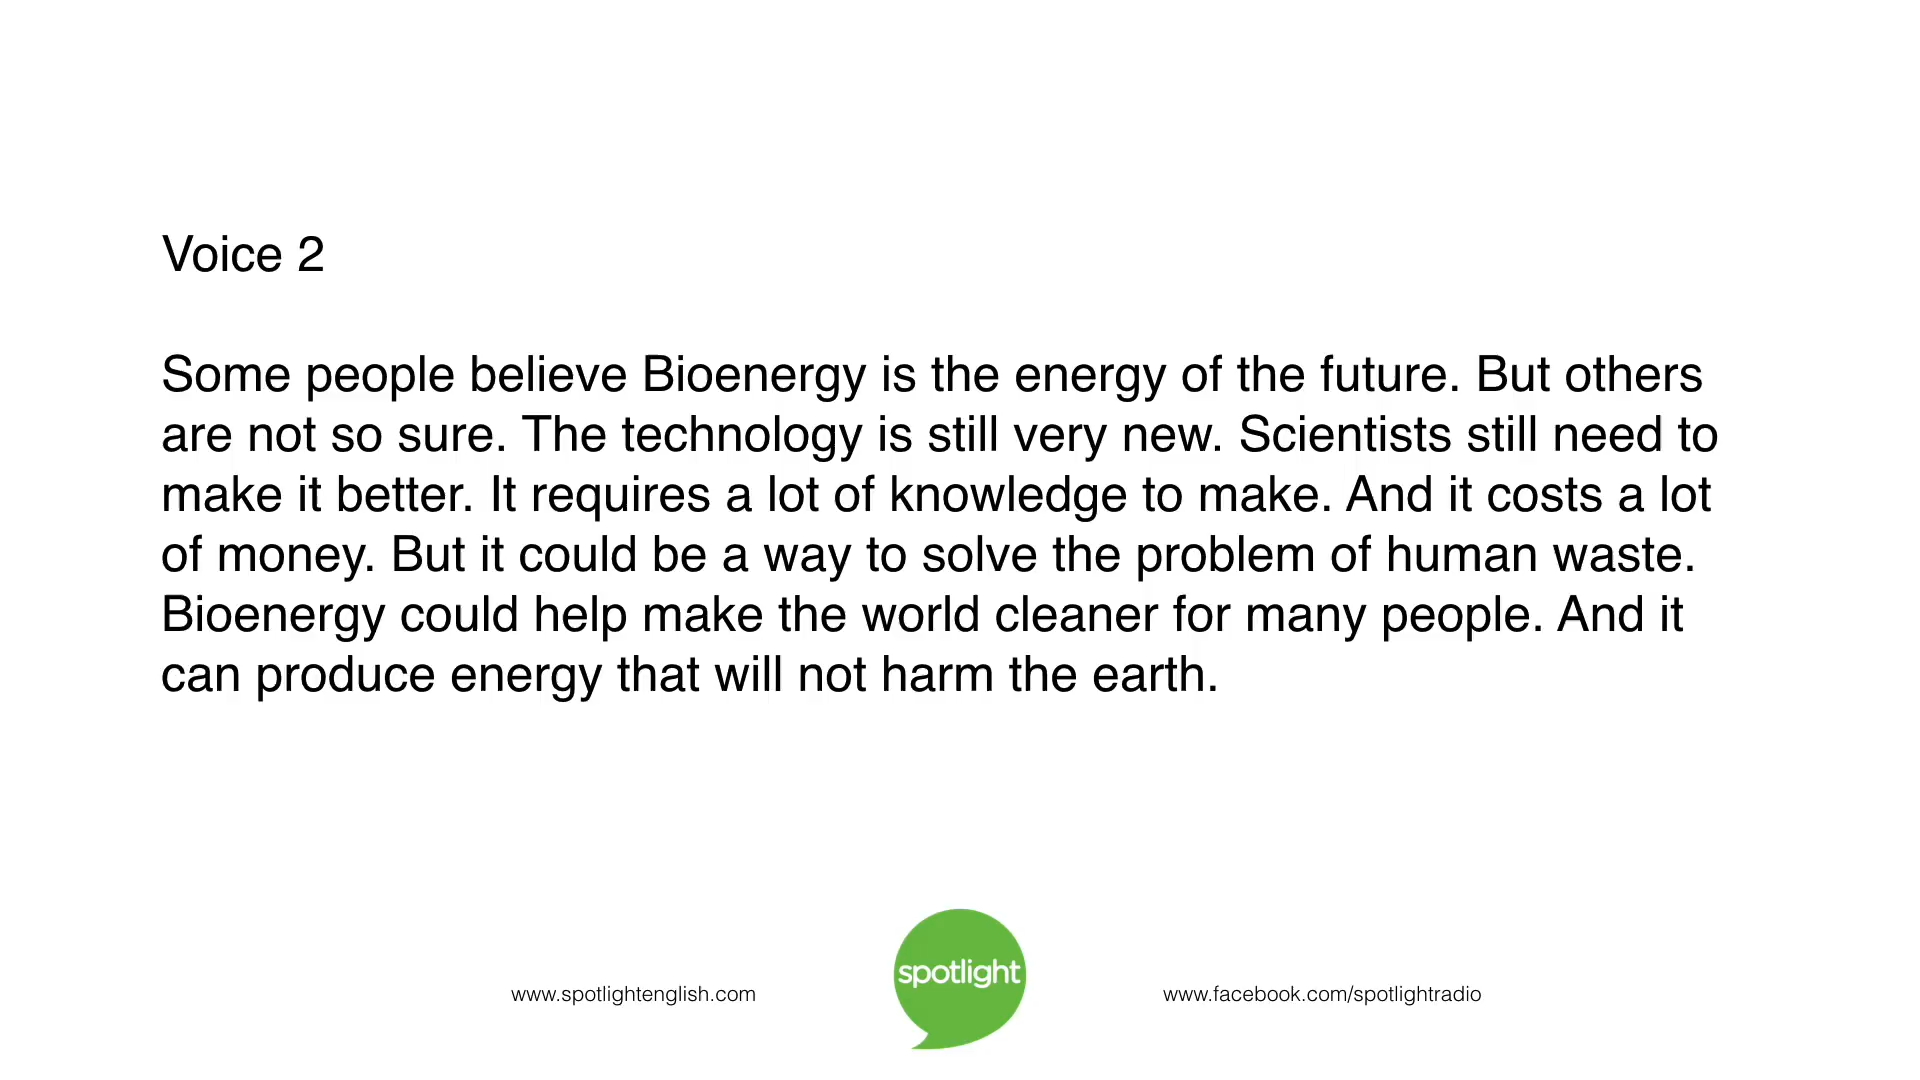 Voice 2
Some people believe Bioenergy is the energy of the future. But others
are not so sure. The technology is still very new. Scientists still need to
make it better. It requires a lot of knowledge to make. And it costs a lot
of money. But it could be a way to solve the problem of human waste.
Bioenergy could help make the world cleaner for many people. And it
can produce energy that will not harm the earth.
spotlight
www.spotlightenglish.com
www.facebook.com/spotlightradio